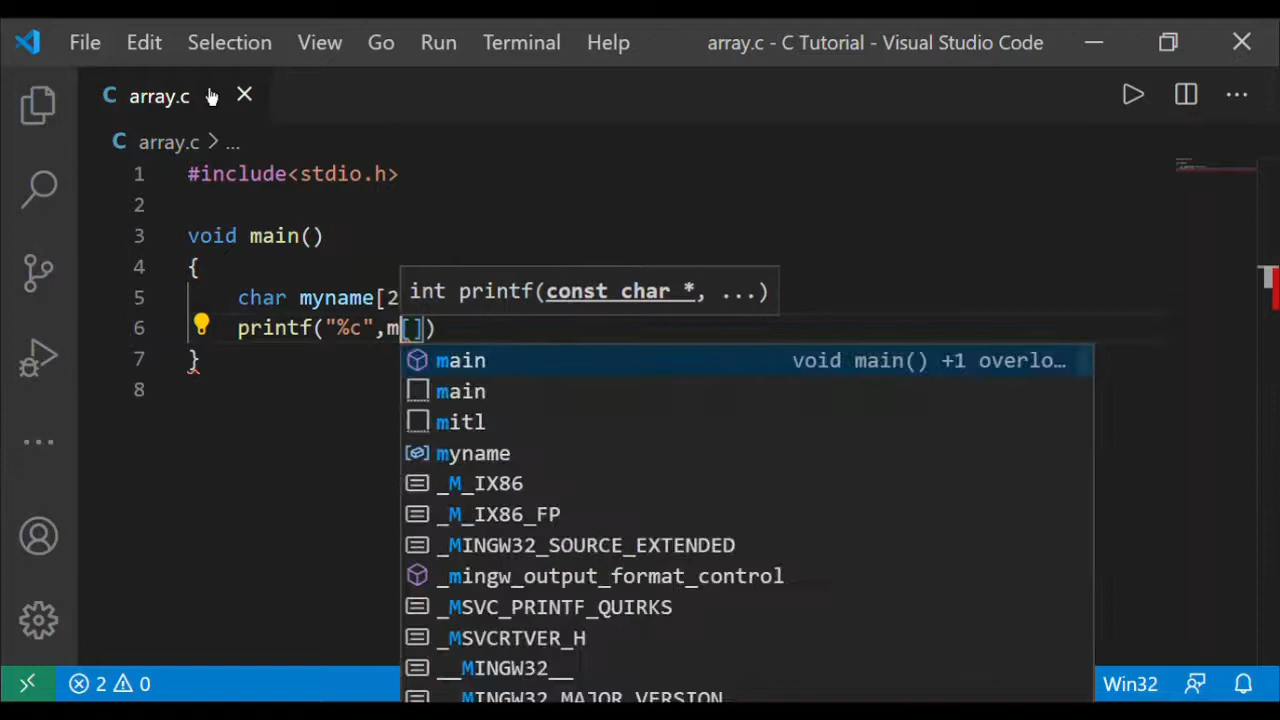 File Edit Selection View Go Run Terminal Help array.c - C Tutorial - Visual Studio Code
C array.c
C array.c > ...
1 #include<stdio.h>
2
3 void main()
4 {
5 char myname[2
int printf(const char *, ...)
6 printf("%c",m[])
7 }
8
main void main() +1 overlo...
main
mitl
myname
_M_IX86
_M_IX86_FP
_MINGW32_SOURCE_EXTENDED
_mingw_output_format_control
_MSVC_PRINTF_QUIRKS
_MSVCRTVER_H
__MINGW32__
_MINGW32_MAJOR_VERSION
2 0 Win32